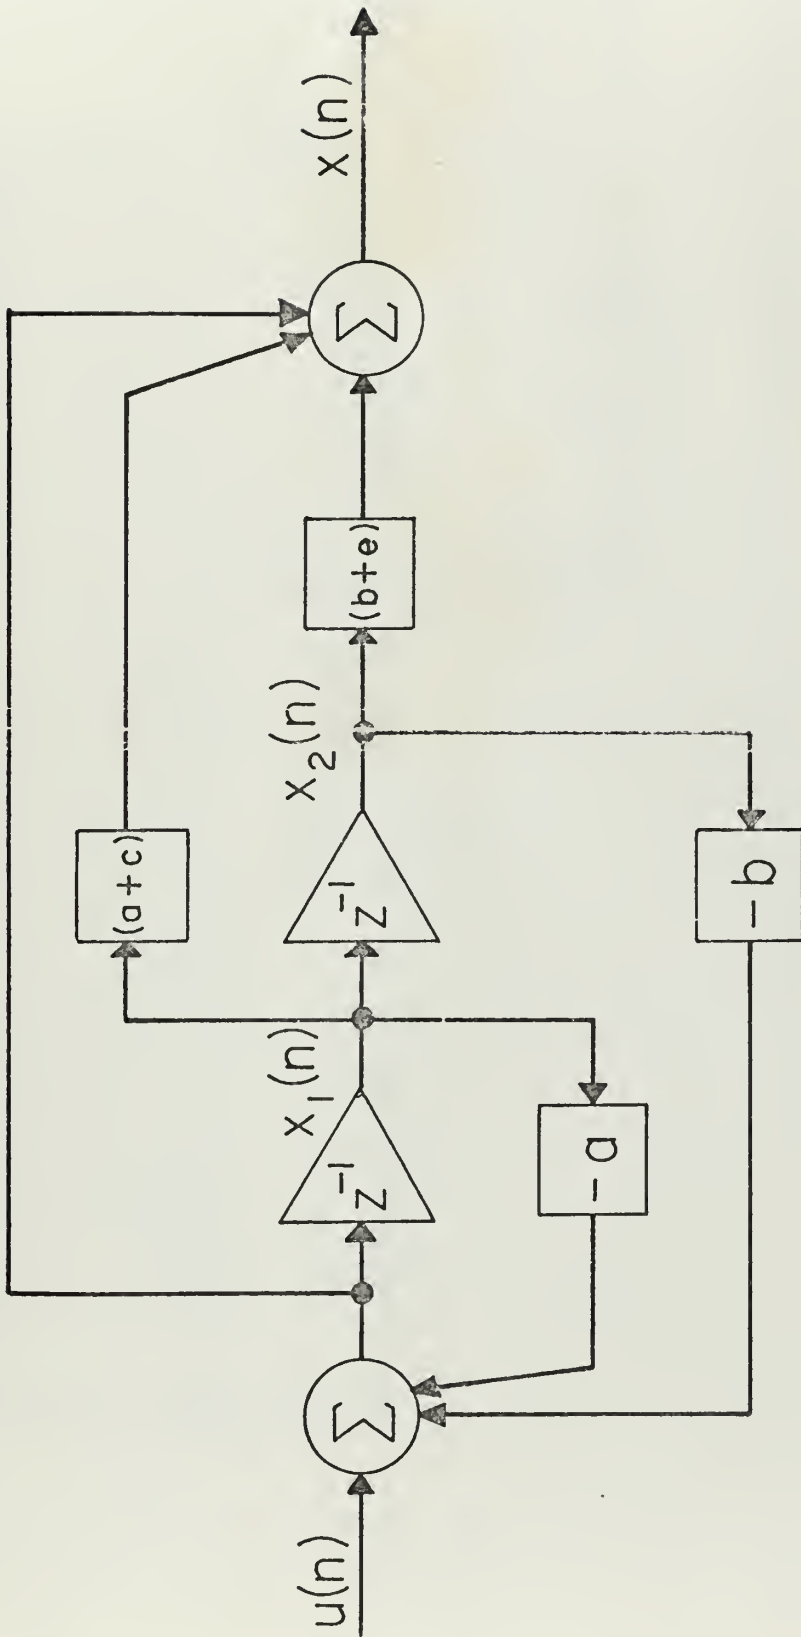 u(n)
Σ
z⁻¹
x₁(n)
z⁻¹
x₂(n)
(b+e)
Σ
x(n)
(a+c)
-a
-b